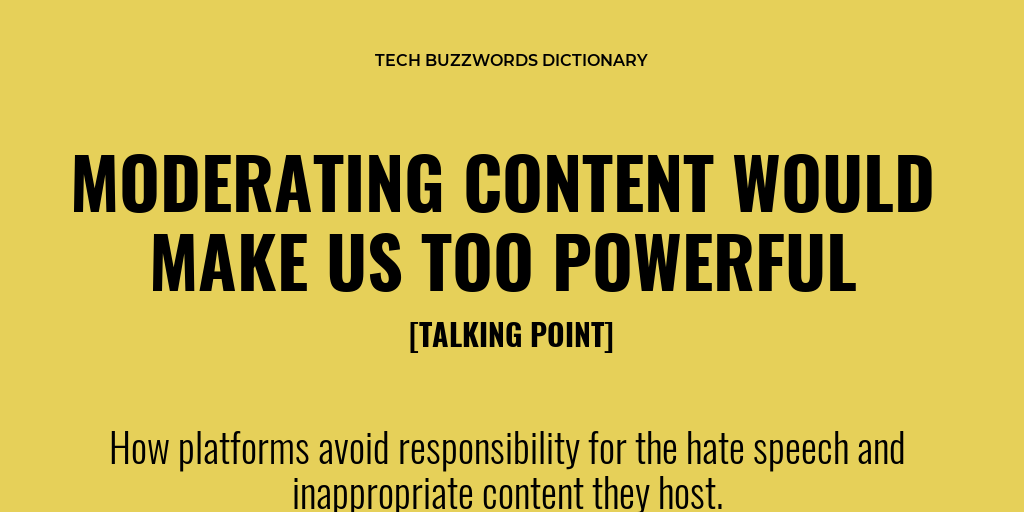 TECH BUZZWORDS DICTIONARY
MODERATING CONTENT WOULD
MAKE US TOO POWERFUL
[TALKING POINT]
How platforms avoid responsibility for the hate speech and
inappropriate content they host.